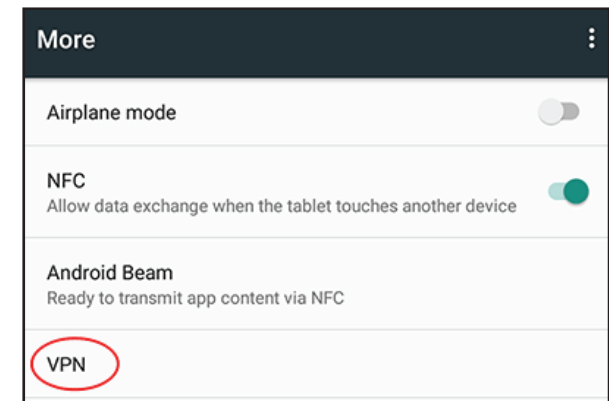 More
Airplane mode
NFC
Allow data exchange when the tablet touches another device
Android Beam
Ready to transmit app content via NFC
VPN